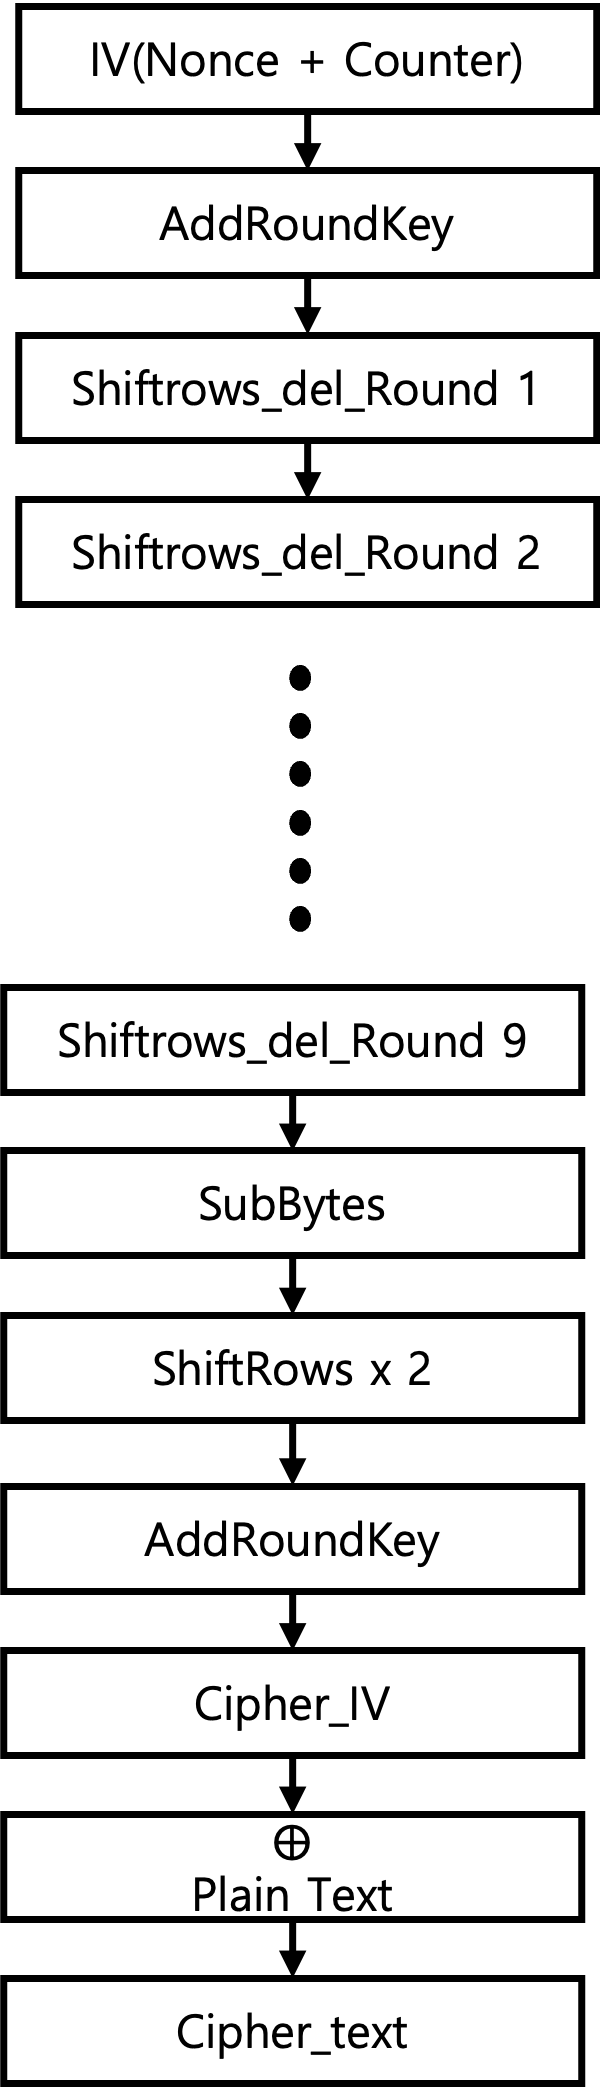 IV(Nonce + Counter)
AddRoundKey
Shiftrows_del_Round 1
Shiftrows_del_Round 2
Shiftrows_del_Round 9
SubBytes
ShiftRows x 2
AddRoundKey
Cipher_IV
⊕
Plain Text
Cipher_text